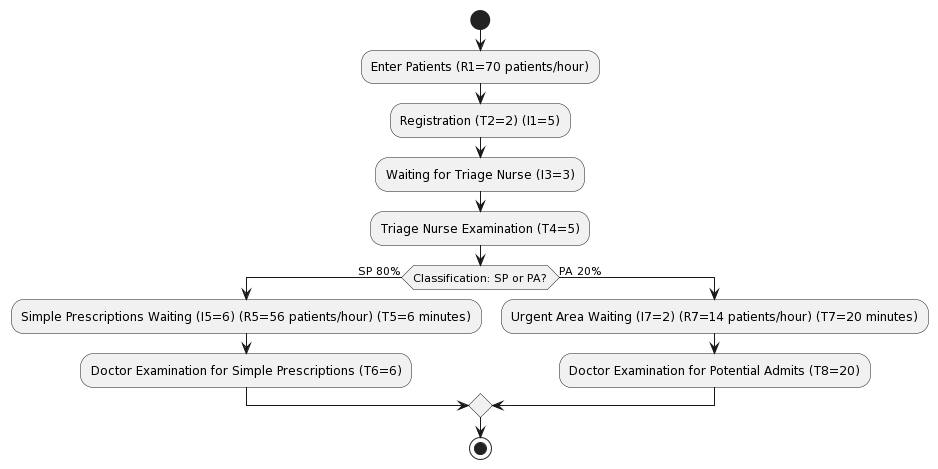 Enter Patients (R1=70 patients/hour)
Registration (T2=2) (I1=5)
Waiting for Triage Nurse (I3=3)
Triage Nurse Examination (T4=5)
SP 80%
Classification: SP or PA?
PA 20%
Simple Prescriptions Waiting (I5=6) (R5=56 patients/hour) (T5=6 minutes)
Urgent Area Waiting (I7=2) (R7=14 patients/hour) (T7=20 minutes)
Doctor Examination for Simple Prescriptions (T6=6)
Doctor Examination for Potential Admits (T8=20)